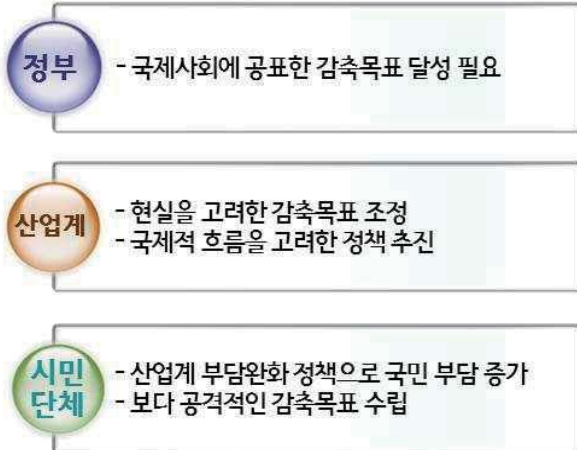 정부
- 국제사회에 공표한 감축목표 달성 필요
산업계
- 현실을 고려한 감축목표 조정
- 국제적 흐름을 고려한 정책 추진
시민
단체
- 산업계 부담완화 정책으로 국민 부담 증가
- 보다 공격적인 감축목표 수립